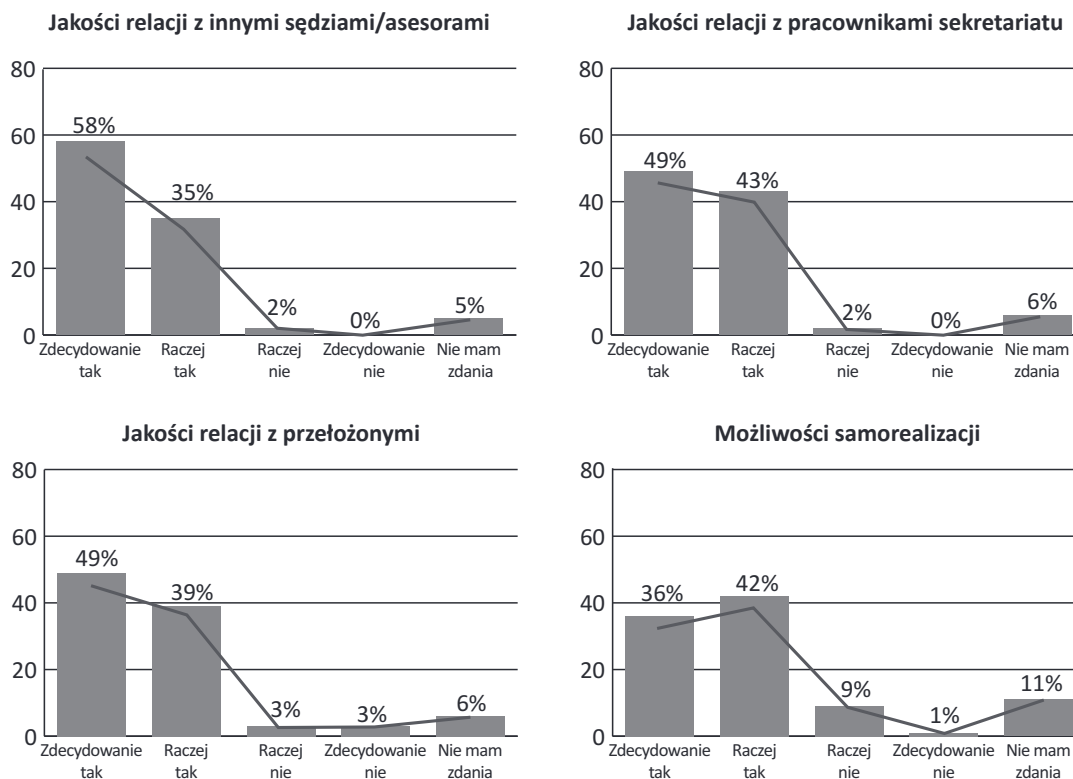 Jakości relacji z innymi sędziami/asesorami
80
60
40
20
0
58%
35%
2%
0%
5%
Zdecydowanie
tak
Raczej
tak
Raczej
nie
Zdecydowanie
nie
Nie mam
zdania
Jakości relacji z pracownikami sekretariatu
80
60
40
20
0
49%
43%
2%
0%
6%
Zdecydowanie
tak
Raczej
tak
Raczej
nie
Zdecydowanie
nie
Nie mam
zdania
Jakości relacji z przełożonymi
80
60
40
20
0
49%
39%
3%
3%
6%
Zdecydowanie
tak
Raczej
tak
Raczej
nie
Zdecydowanie
nie
Nie mam
zdania
Możliwości samorealizacji
80
60
40
20
0
36%
42%
9%
1%
11%
Zdecydowanie
tak
Raczej
tak
Raczej
nie
Zdecydowanie
nie
Nie mam
zdania